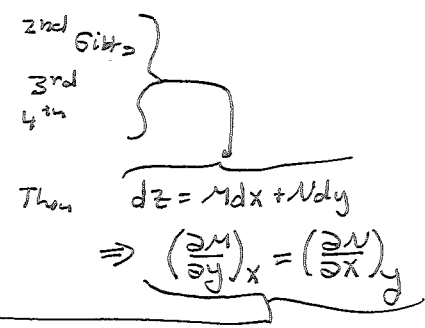 2nd Gibbs
3rd
4th
Then dz = Mdx + Ndy
⇒ (∂M/∂y)x = (∂N/∂x)y